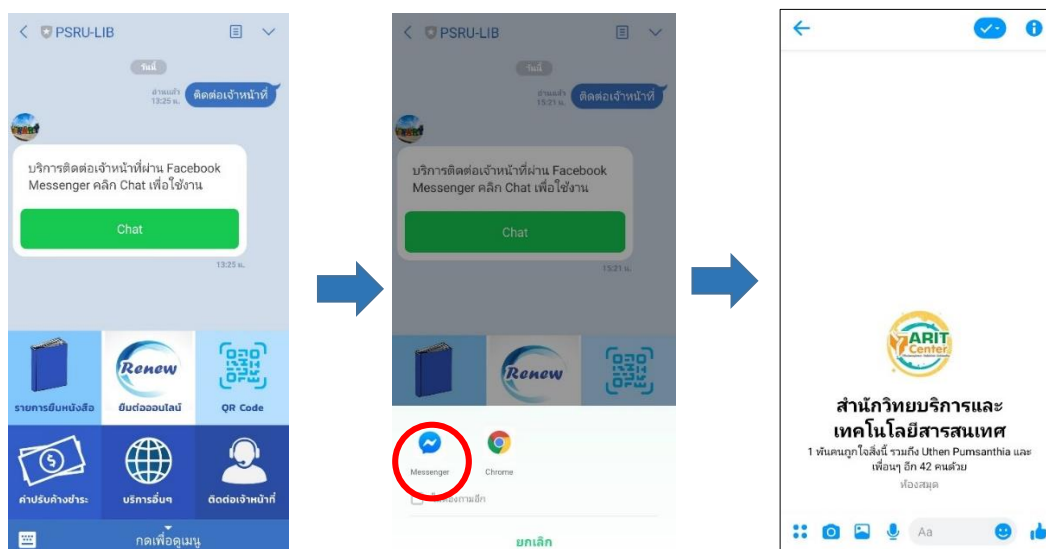 PSRU-LIB
วันนี้
อ่านแล้ว
13:25 น.
ติดต่อเจ้าหน้าที่
บริการติดต่อเจ้าหน้าที่ผ่าน Facebook
Messenger คลิก Chat เพื่อใช้งาน
Chat
13:25 น.
Renew
รายการยืมหนังสือ
ยืมต่อออนไลน์
QR Code
ค่าปรับค้างชำระ
บริการอื่นๆ
ติดต่อเจ้าหน้าที่
กดเพื่อดูเมนู
PSRU-LIB
วันนี้
อ่านแล้ว
15:21 น.
ติดต่อเจ้าหน้าที่
บริการติดต่อเจ้าหน้าที่ผ่าน Facebook
Messenger คลิก Chat เพื่อใช้งาน
Chat
15:21 น.
Renew
Messenger
Chrome
ยกเลิก
ARIT
Center
สำนักวิทยบริการและ
เทคโนโลยีสารสนเทศ
1 พันคนถูกใจสิ่งนี้ รวมถึง Uthen Pumsanthia และ
เพื่อนๆ อีก 42 คนด้วย
ห้องสมุด
Aa